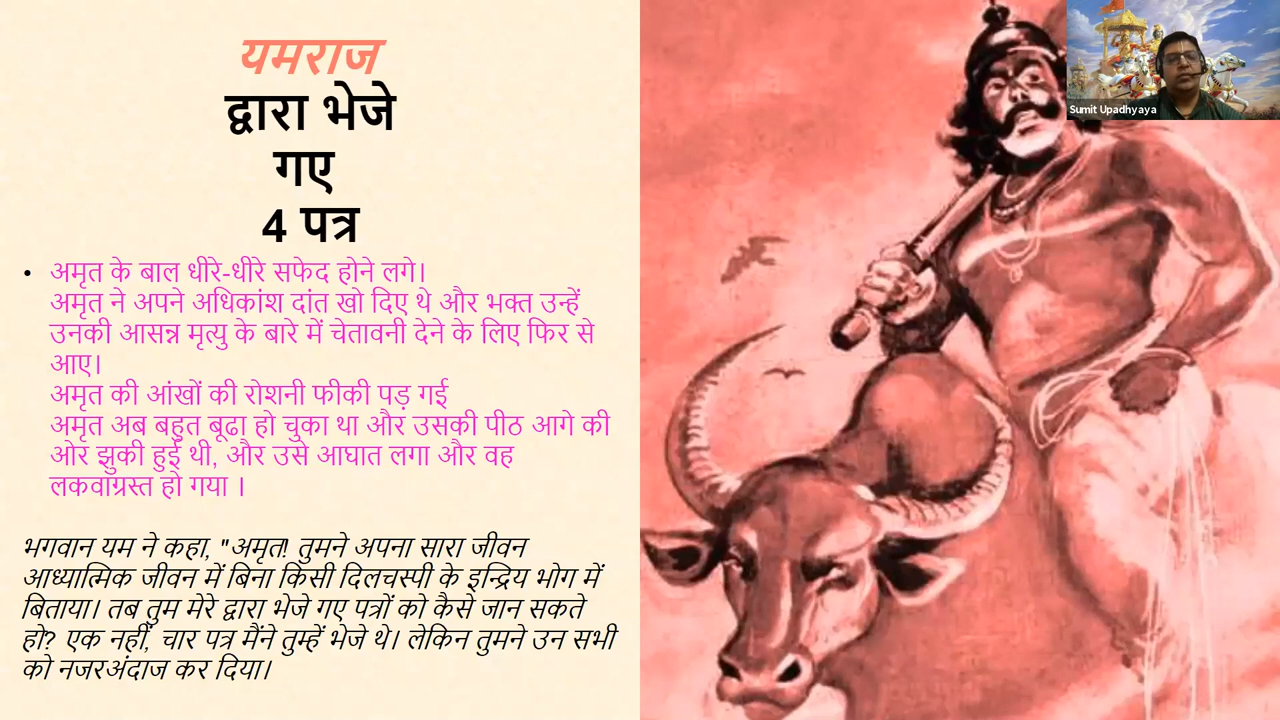 यमराज
द्वारा भेजे
गए
4 पत्र
• अमृत के बाल धीरे-धीरे सफेद होने लगे।
अमृत ने अपने अधिकांश दांत खो दिए थे और भक्त उन्हें
उनकी आसन्न मृत्यु के बारे में चेतावनी देने के लिए फिर से
आए।
अमृत की आंखों की रोशनी फीकी पड़ गई
अमृत अब बहुत बूढा हो चुका था और उसकी पीठ आगे की
ओर झुकी हुई थी, और उसे आघात लगा और वह
लकवाग्रस्त हो गया ।
भगवान यम ने कहा, "अमृत! तुमने अपना सारा जीवन
आध्यात्मिक जीवन में बिना किसी दिलचस्पी के इन्द्रिय भोग में
बिताया। तब तुम मेरे द्वारा भेजे गए पत्रों को कैसे जान सकते
हो? एक नहीं, चार पत्र मैंने तुम्हें भेजे थे। लेकिन तुमने उन सभी
को नजरअंदाज कर दिया।
Sumit Upadhyaya